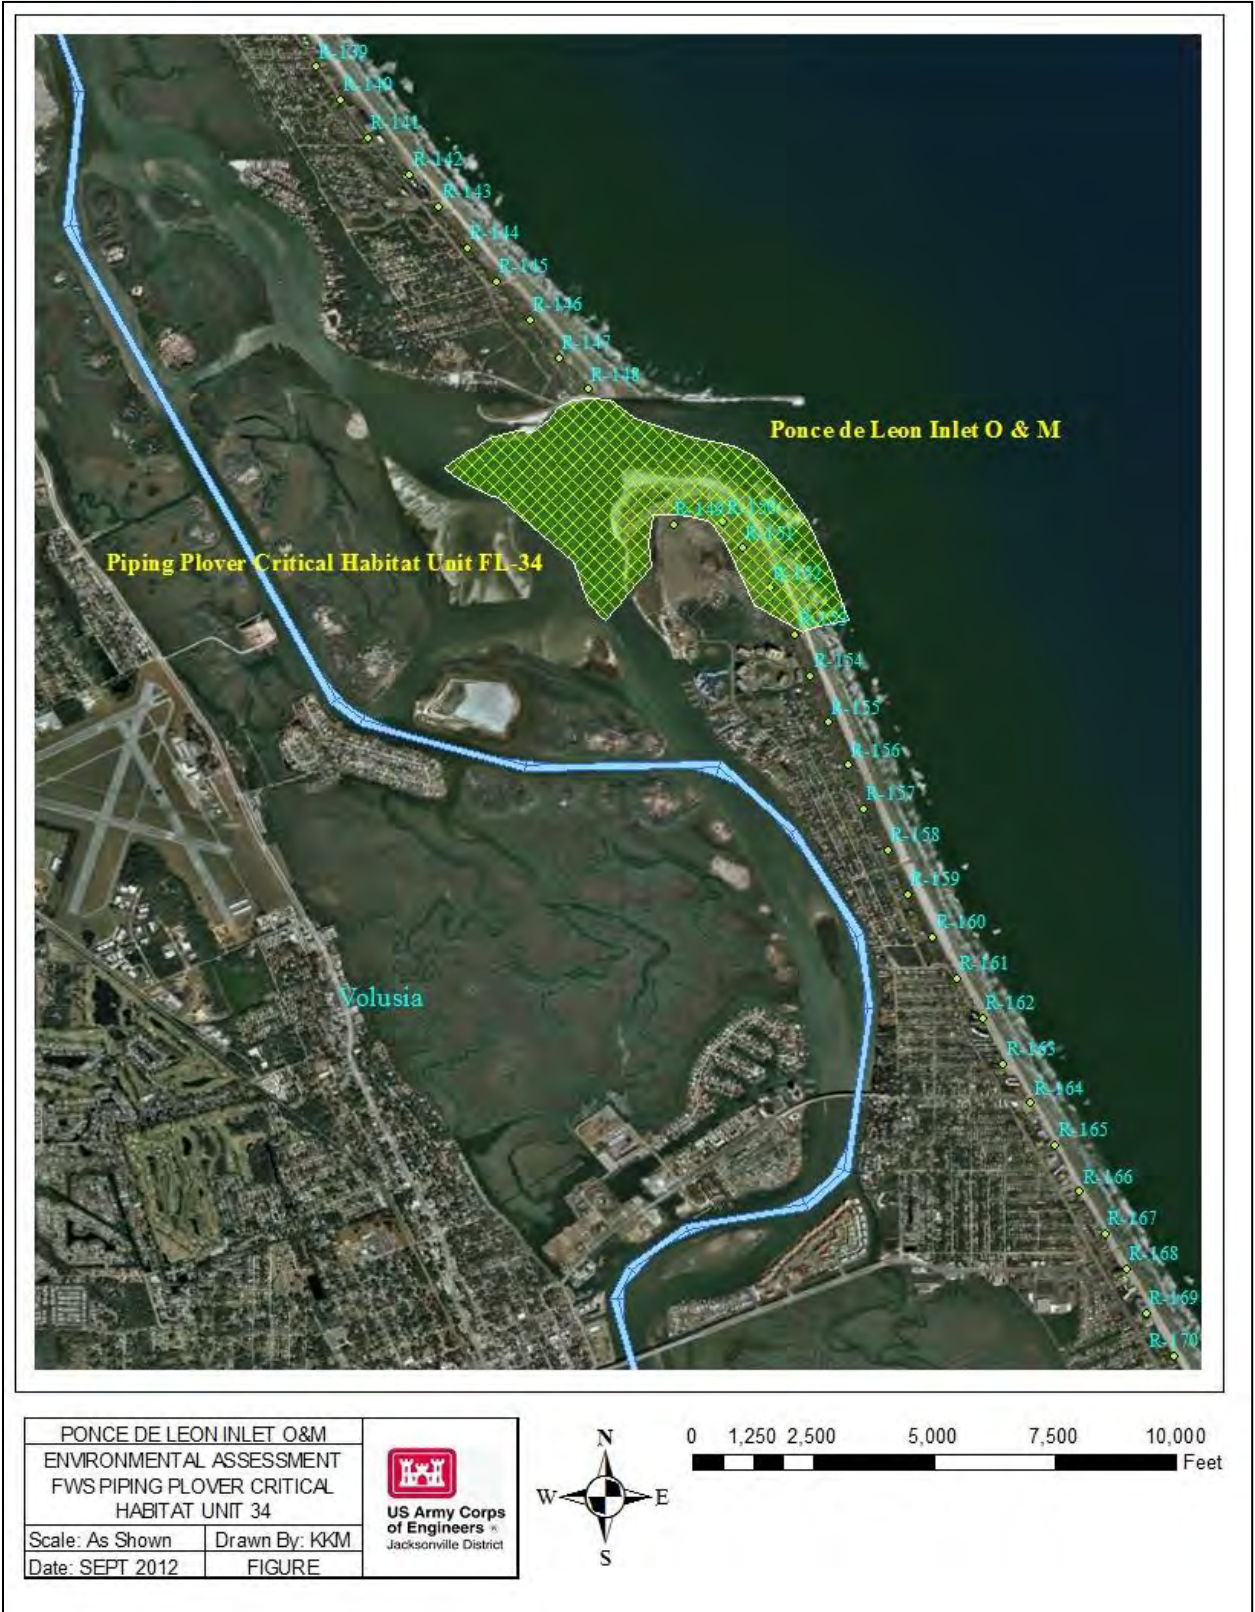 R-139
R-140
R-141
R-142
R-143
R-144
R-145
R-146
R-147
R-148
Ponce de Leon Inlet O & M
R-149
R-150
R-151
Piping Plover Critical Habitat Unit FL-34
R-152
R-153
R-154
R-155
R-156
R-157
R-158
R-159
R-160
R-161
Volusia
R-162
R-163
R-164
R-165
R-166
R-167
R-168
R-169
R-170
PONCE DE LEON INLET O&M
ENVIRONMENTAL ASSESSMENT
FWS PIPING PLOVER CRITICAL
HABITAT UNIT 34
Scale: As Shown
Drawn By: KKM
Date: SEPT 2012
FIGURE
US Army Corps
of Engineers ®
Jacksonville District
N
W
E
S
0 1,250 2,500 5,000 7,500 10,000
Feet